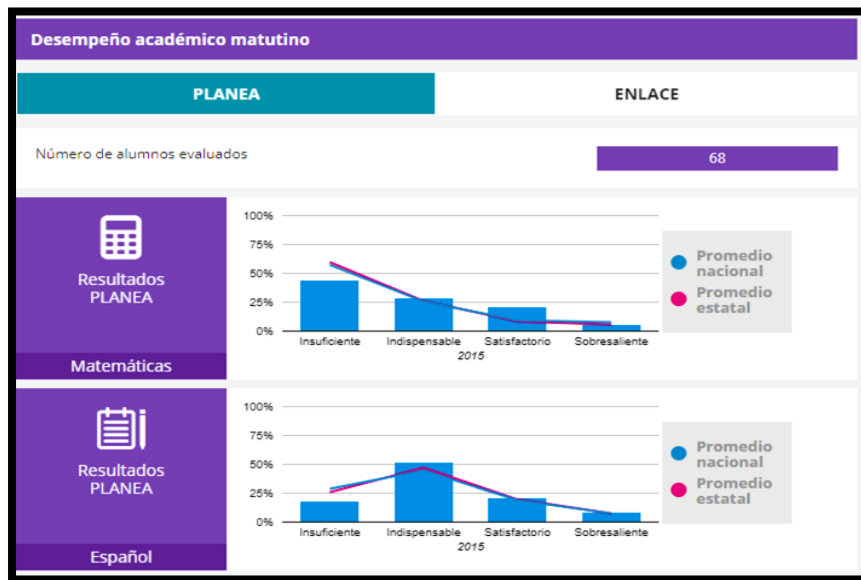 Desempeño académico matutino
PLANEA
ENLACE
Número de alumnos evaluados
68
Resultados
PLANEA
Matemáticas
100%
75%
50%
25%
0%
Insuficiente
Indispensable
Satisfactorio
Sobresaliente
2015
Promedio
nacional
Promedio
estatal
Resultados
PLANEA
Español
100%
75%
50%
25%
0%
Insuficiente
Indispensable
Satisfactorio
Sobresaliente
2015
Promedio
nacional
Promedio
estatal